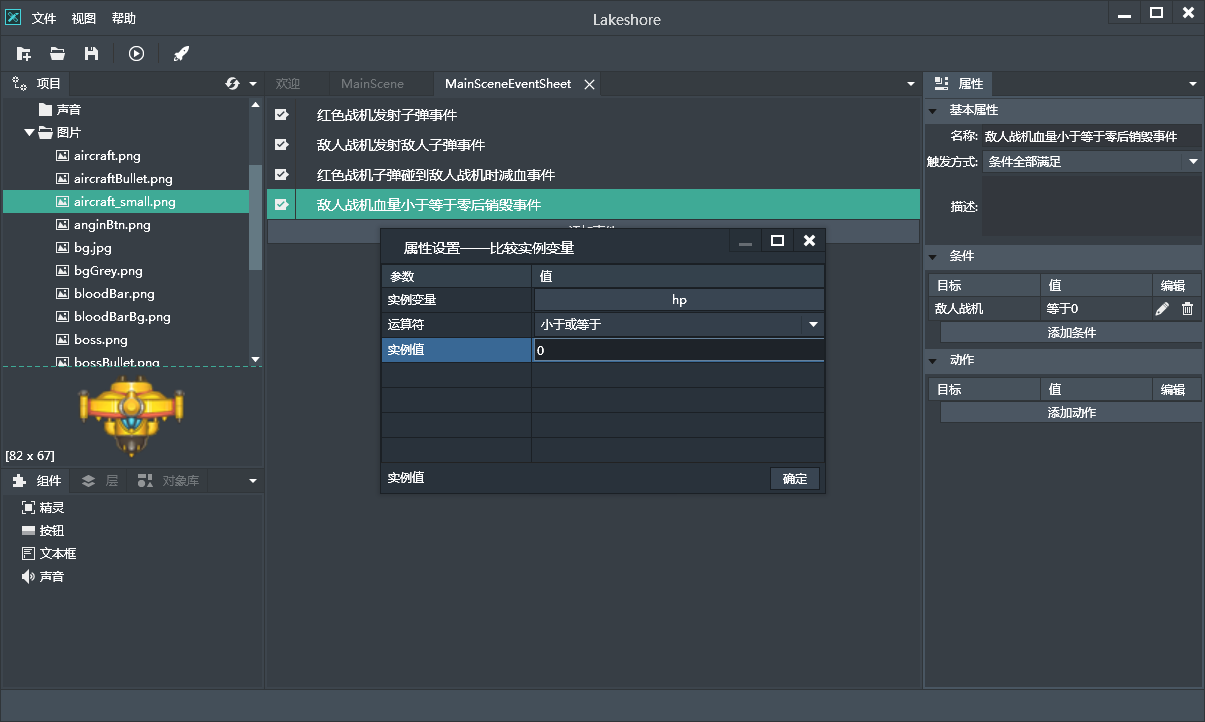 文件 视图 帮助
Lakeshore
项目
声音
图片
aircraft.png
aircraftBullet.png
aircraft_small.png
anginBtn.png
bg.jpg
bgGrey.png
bloodBar.png
bloodBarBg.png
boss.png
bossBullet.png
[82 x 67]
组件 层 对象库
精灵
按钮
文本框
声音
欢迎 MainScene MainSceneEventSheet
红色战机发射子弹事件
敌人战机发射敌人子弹事件
红色战机子弹碰到敌人战机时减血事件
敌人战机血量小于等于零后销毁事件
属性设置——比较实例变量
参数 值
实例变量 hp
运算符 小于或等于
实例值 0
实例值 确定
属性
基本属性
名称: 敌人战机血量小于等于零后销毁事件
触发方式: 条件全部满足
描述:
条件
目标 值 编辑
敌人战机 等于0
添加条件
动作
目标 值 编辑
添加动作